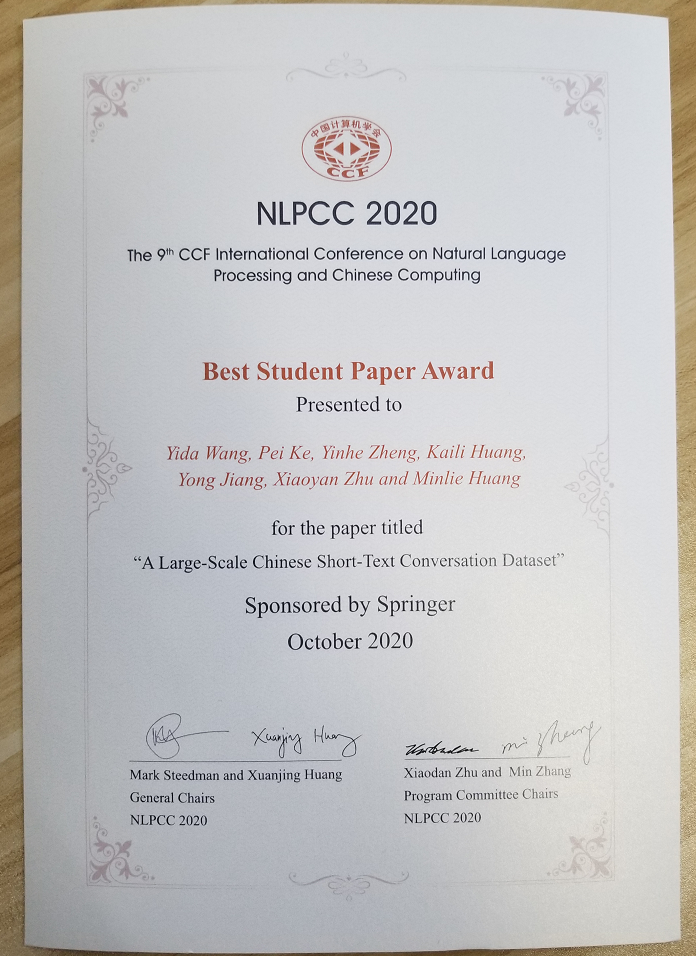 中国计算机学会
CCF
NLPCC 2020
The 9th CCF International Conference on Natural Language
Processing and Chinese Computing
Best Student Paper Award
Presented to
Yida Wang, Pei Ke, Yinhe Zheng, Kaili Huang,
Yong Jiang, Xiaoyan Zhu and Minlie Huang
for the paper titled
“A Large-Scale Chinese Short-Text Conversation Dataset”
Sponsored by Springer
October 2020
Xuanjing Huang
Min Zhang
Mark Steedman and Xuanjing Huang
General Chairs
NLPCC 2020
Xiaodan Zhu and Min Zhang
Program Committee Chairs
NLPCC 2020